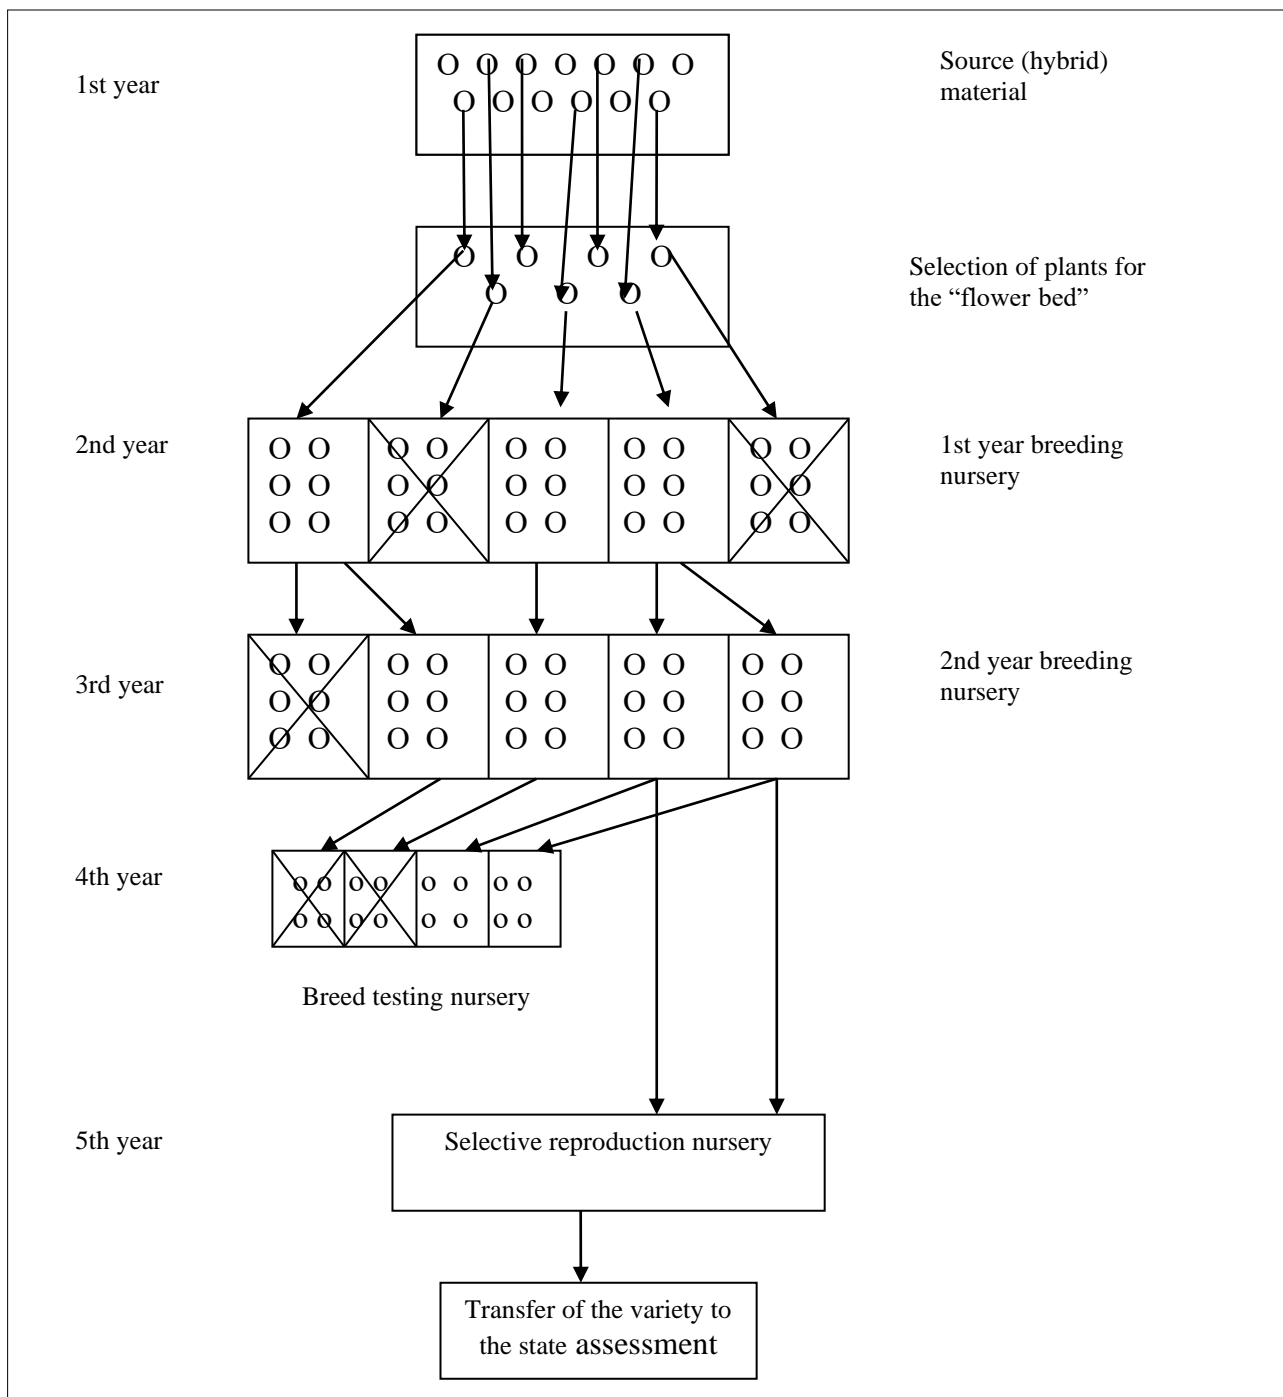 1st year
Source (hybrid)
material
Selection of plants for
the “flower bed”
2nd year
1st year breeding
nursery
3rd year
2nd year breeding
nursery
4th year
Breed testing nursery
5th year
Selective reproduction nursery
Transfer of the variety to
the state assessment